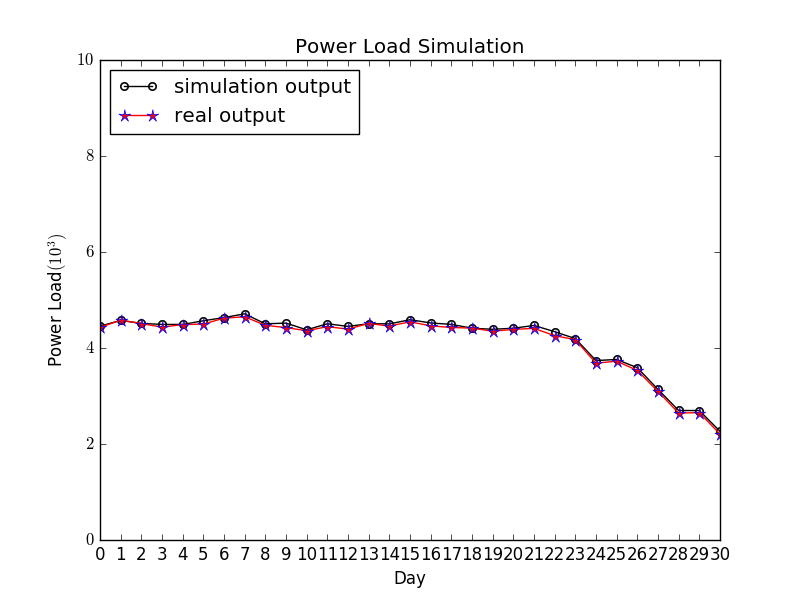 Power Load Simulation
simulation output
real output
10
8
6
4
2
0
Power Load(10^3)
0 1 2 3 4 5 6 7 8 9 10 11 12 13 14 15 16 17 18 19 20 21 22 23 24 25 26 27 28 29 30
Day